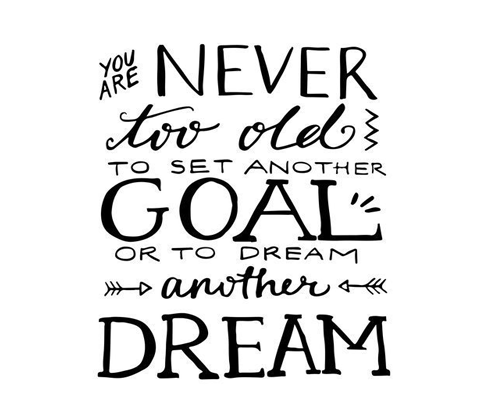 YOU ARE NEVER
too old
TO SET ANOTHER
GOAL
OR TO DREAM
another
DREAM